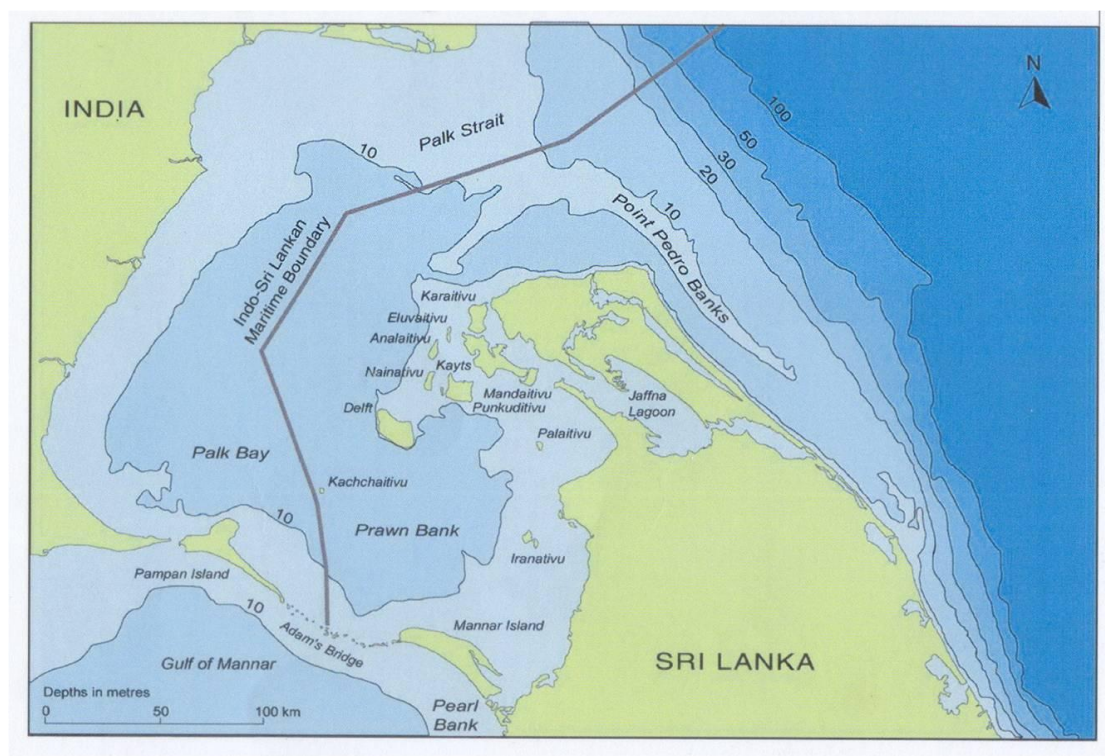 N
INDIA
100
Palk Strait
50
10
30
20
10
Point Pedro Banks
Indo-Sri Lankan
Maritime Boundary
Karaitivu
Eluvaitivu
Analaitivu
Kayts
Nainativu
Mandaitivu
Jaffna
Lagoon
Delft
Punkuditivu
Palaitivu
Palk Bay
Kachchaitivu
10
Prawn Bank
Iranativu
Pampan Island
10
Mannar Island
Adam's Bridge
Gulf of Mannar
SRI LANKA
Depths in metres
0 50 100 km
Pearl
Bank